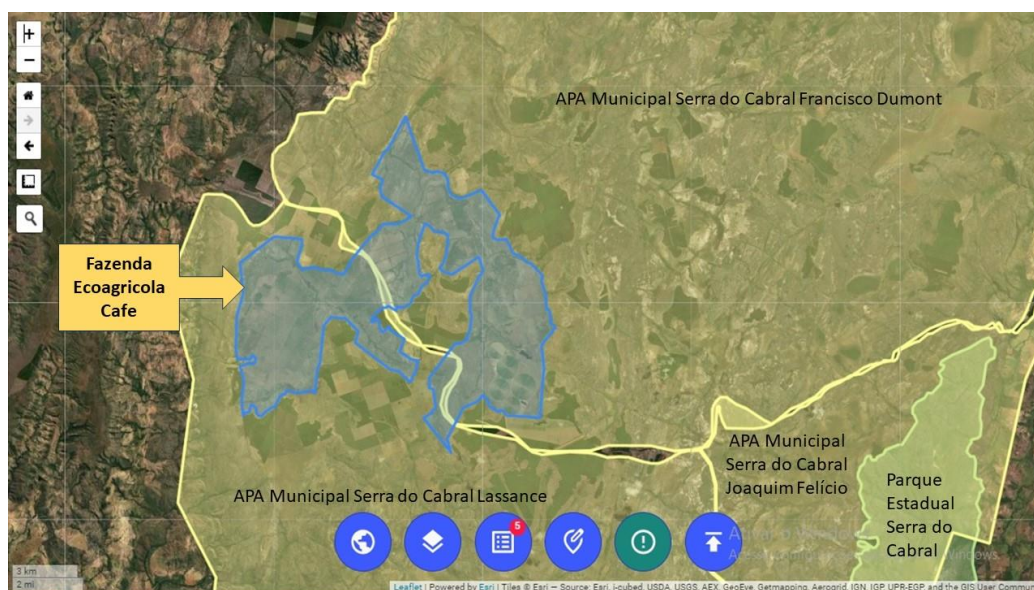 +
−
APA Municipal Serra do Cabral Francisco Dumont
Fazenda
Ecoagricola
Cafe
APA Municipal
Serra do Cabral
Joaquim Felício
Parque
Estadual
Serra do
Cabral
APA Municipal Serra do Cabral Lassance
5
3 km
2 mi
Leaflet | Powered by Esri | Tiles © Esri — Source: Esri, i-cubed, USDA, USGS, AEX, GeoEye, Getmapping, Aerogrid, IGN, IGP, UPR-EGP, and the GIS User Commun